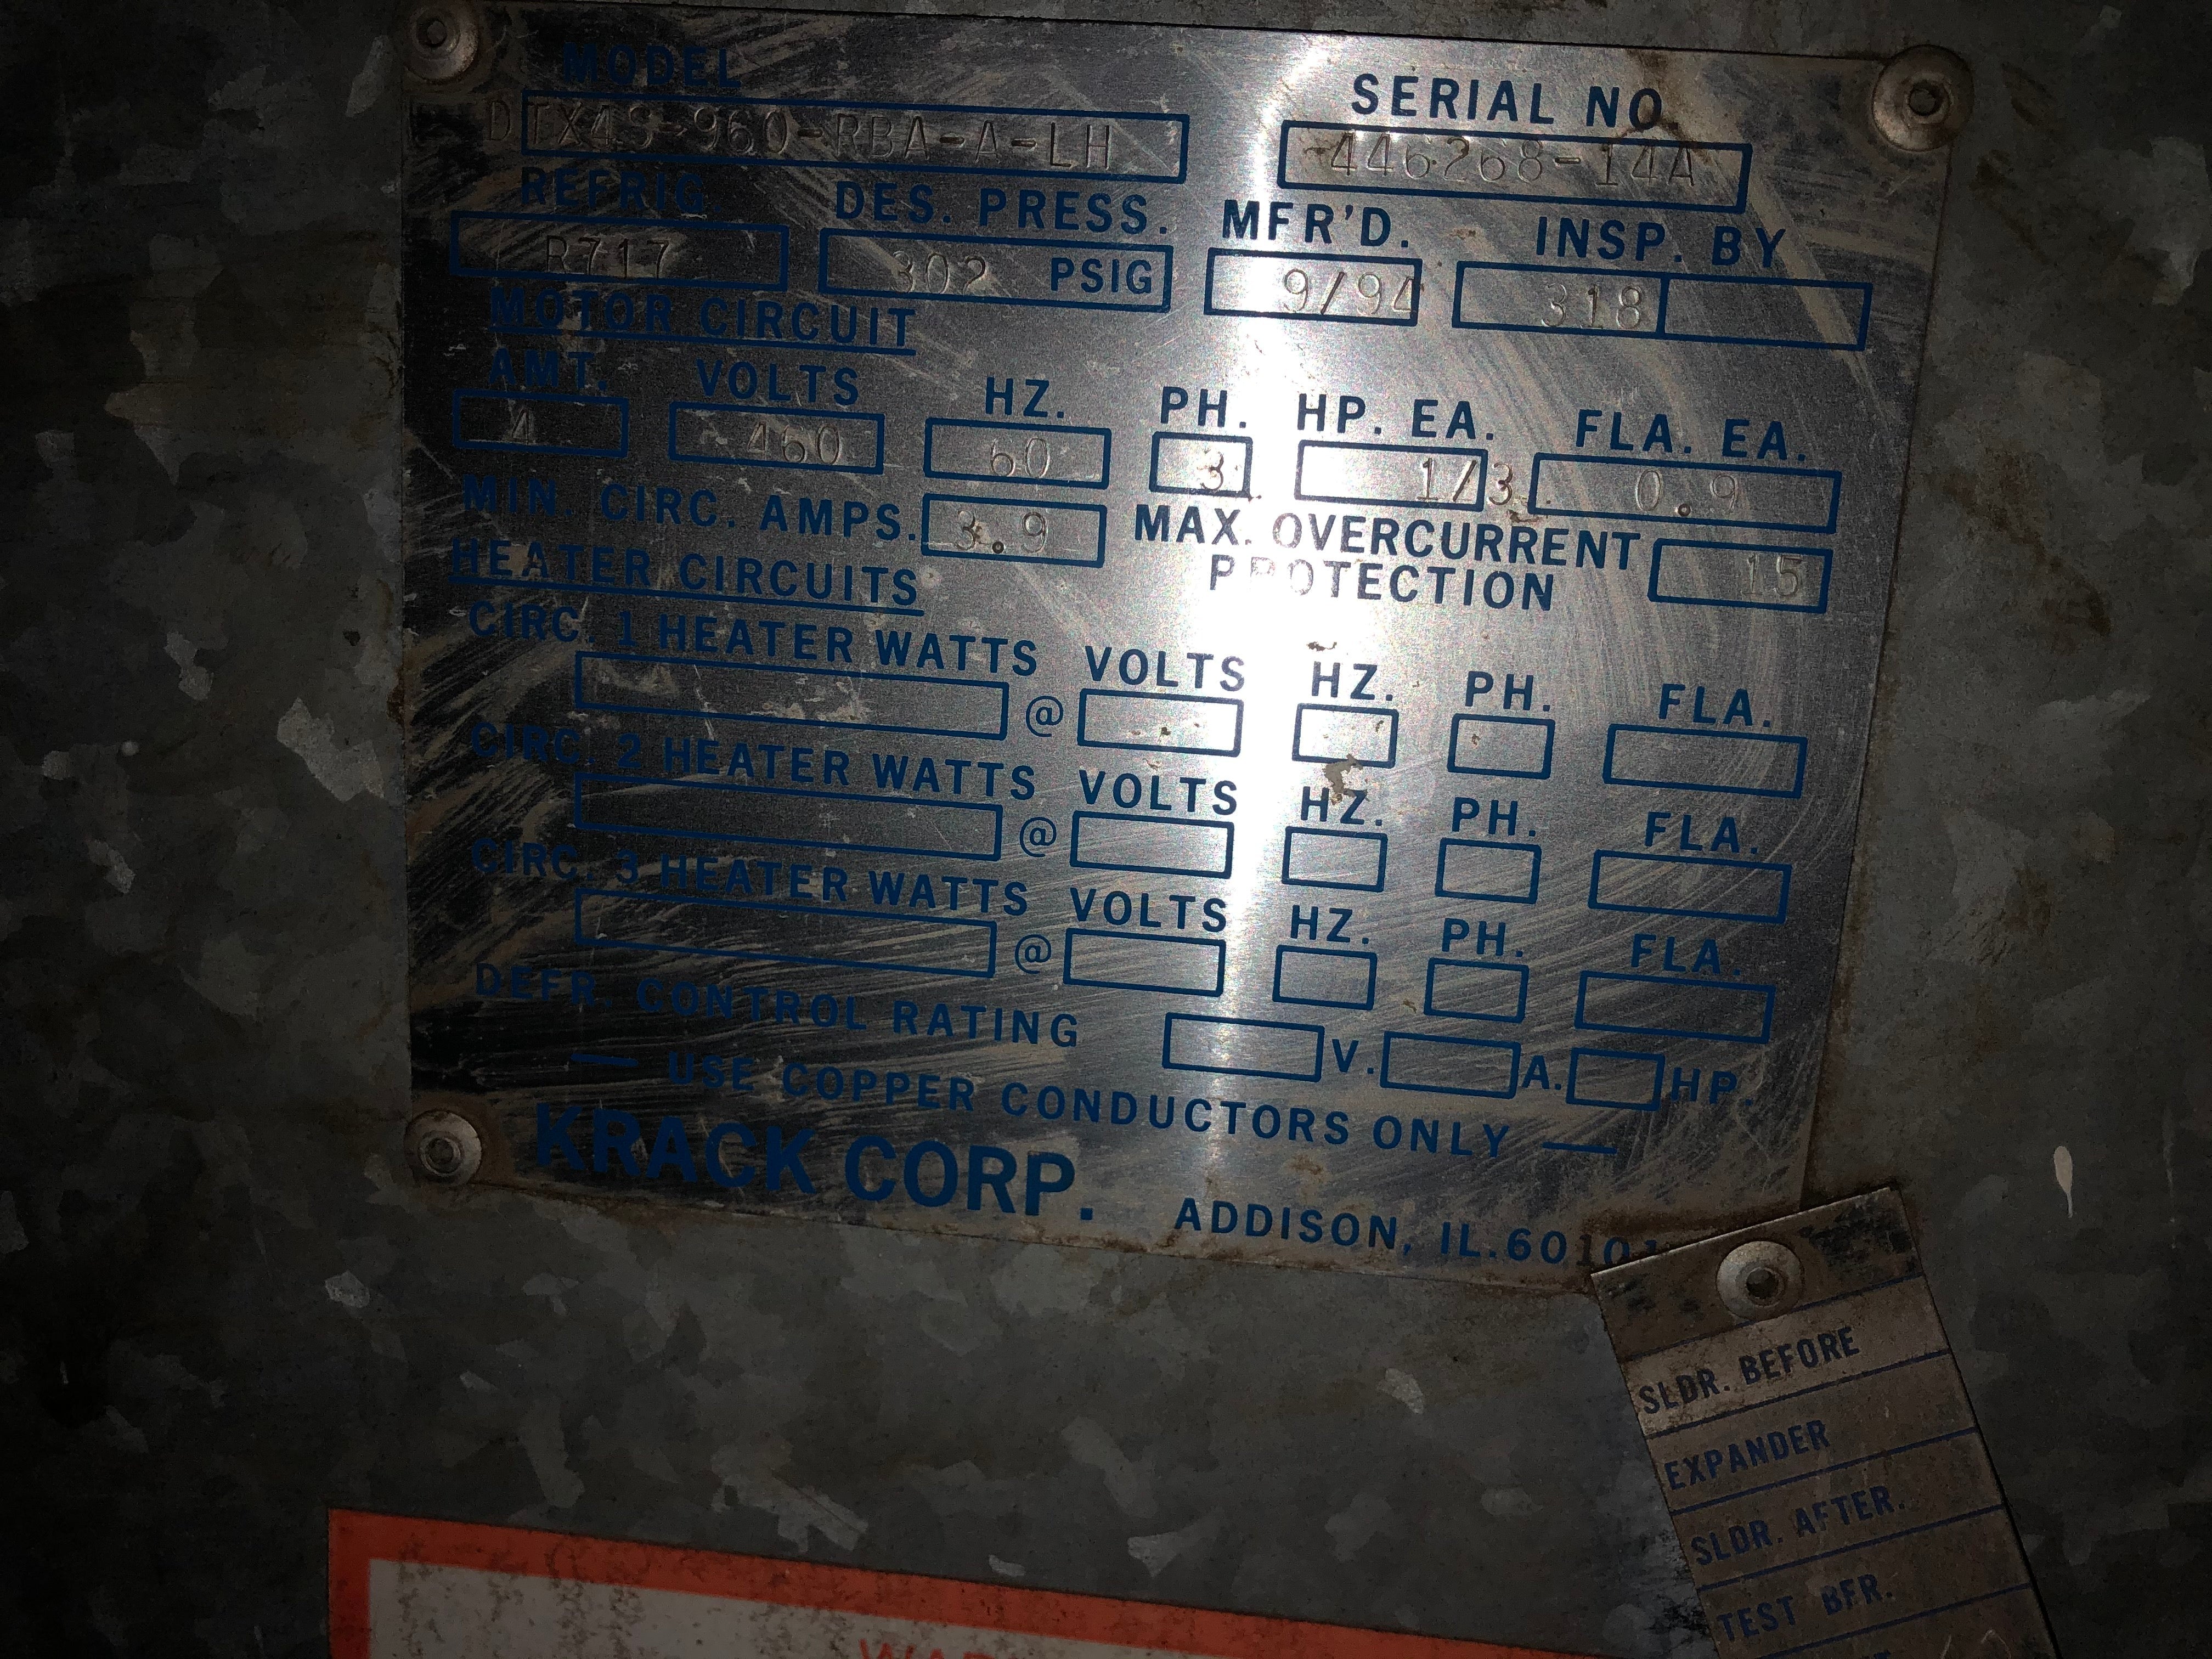 MODEL SERIAL NO
DTX4S-960-RBA-A-LH 446268-14A
REFRIG. DES. PRESS. MFR'D. INSP. BY
R717 302 PSIG 9/94 318
MOTOR CIRCUIT
AMT. VOLTS HZ. PH. HP. EA. FLA. EA.
4 460 60 3 1/3 0.9
MIN. CIRC. AMPS. 3.9 MAX. OVERCURRENT PROTECTION 15
HEATER CIRCUITS
CIRC. 1 HEATER WATTS VOLTS HZ. PH. FLA.
@
CIRC. 2 HEATER WATTS VOLTS HZ. PH. FLA.
@
CIRC. 3 HEATER WATTS VOLTS HZ. PH. FLA.
@
DEFR. CONTROL RATING V. A. HP.
— USE COPPER CONDUCTORS ONLY —
KRACK CORP. ADDISON, IL. 60101
SLDR. BEFORE
EXPANDER
SLDR. AFTER.
TEST BFR.